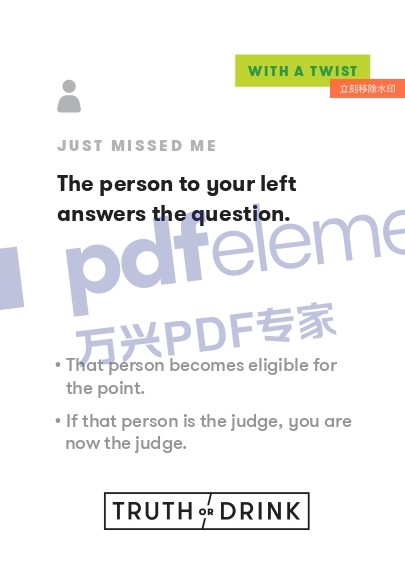 WITH A TWIST
立刻移除水印
JUST MISSED ME
The person to your left
answers the question.
pdfeleme
万兴PDF专家
• That person becomes eligible for
the point.
• If that person is the judge, you are
now the judge.
TRUTH OR DRINK